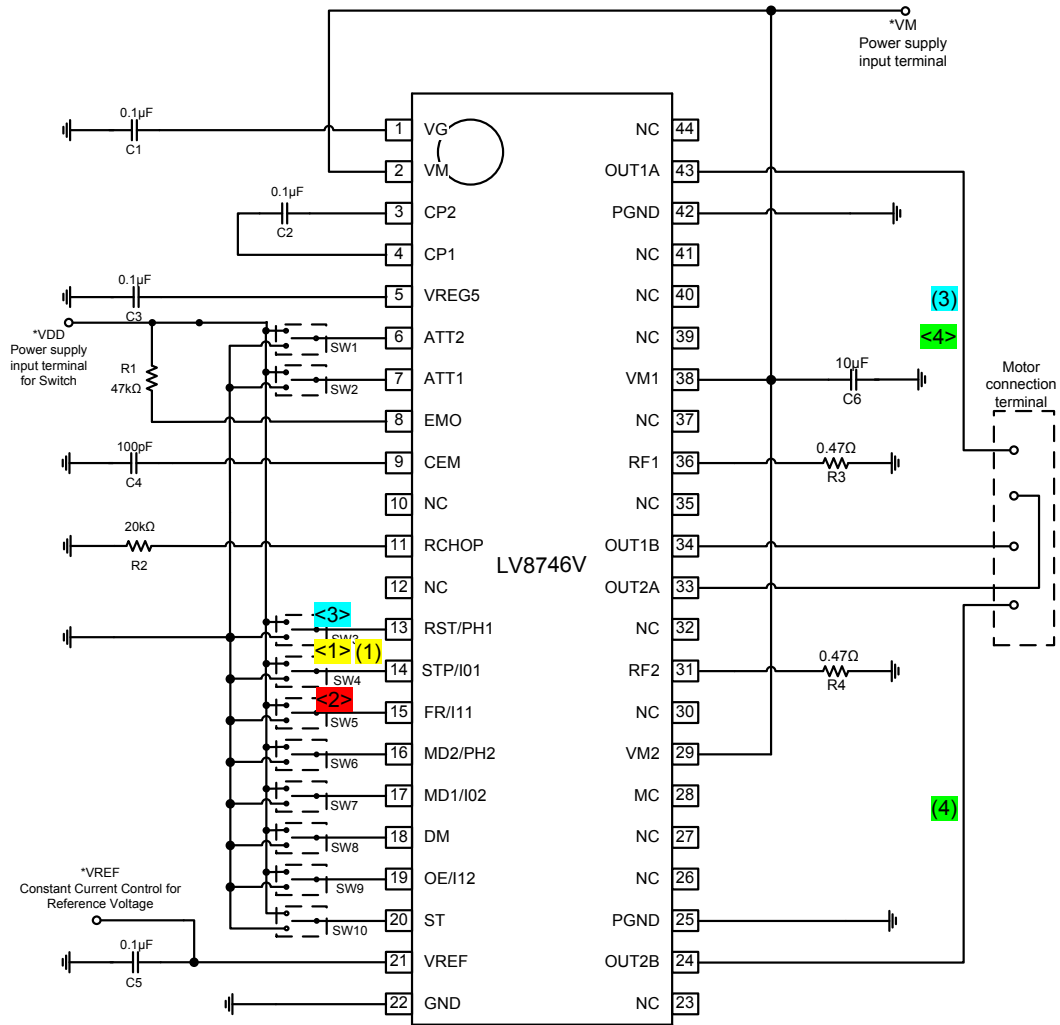 *VM
Power supply
input terminal
0.1µF
C1
1 VG
NC 44
2 VM
OUT1A 43
0.1µF
C2
3 CP2
PGND 42
4 CP1
NC 41
0.1µF
C3
5 VREG5
NC 40
(3)
<4>
*VDD
Power supply
input terminal
for Switch
SW1
6 ATT2
NC 39
R1
47kΩ
SW2
7 ATT1
VM1 38
10µF
C6
Motor
connection
terminal
8 EMO
NC 37
100pF
C4
9 CEM
RF1 36
0.47Ω
R3
10 NC
NC 35
20kΩ
R2
11 RCHOP
OUT1B 34
LV8746V
12 NC
OUT2A 33
<3>
SW3
13 RST/PH1
NC 32
<1> (1)
SW4
14 STP/I01
RF2 31
0.47Ω
R4
<2>
SW5
15 FR/I11
NC 30
SW6
16 MD2/PH2
VM2 29
SW7
17 MD1/I02
MC 28
(4)
SW8
18 DM
NC 27
*VREF
Constant Current Control for
Reference Voltage
SW9
19 OE/I12
NC 26
SW10
20 ST
PGND 25
0.1µF
C5
21 VREF
OUT2B 24
22 GND
NC 23